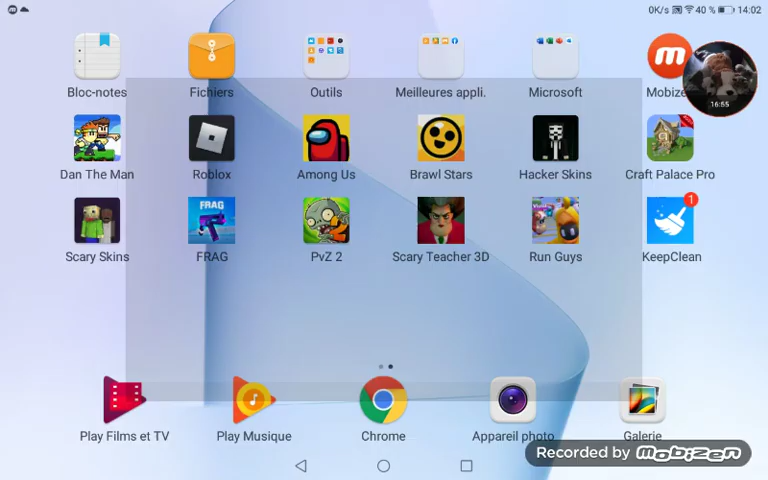 0K/s 40 % 14:02
Bloc-notes
Fichiers
Outils
Meilleures appli.
Microsoft
Mobize
16:55
Dan The Man
Roblox
Among Us
Brawl Stars
Hacker Skins
Craft Palace Pro
FRAG
1
Scary Skins
FRAG
PvZ 2
Scary Teacher 3D
Run Guys
KeepClean
Play Films et TV
Play Musique
Chrome
Appareil photo
Galerie
Recorded by MOBIZEN